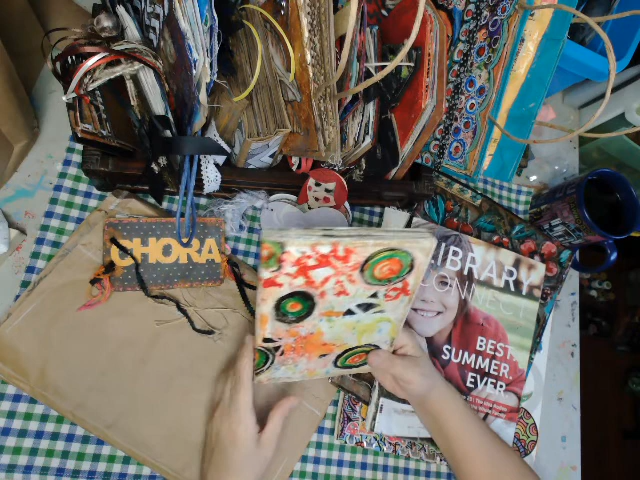 CHORA
LIBRARY
CONNECT
BEST.
SUMMER.
EVER.